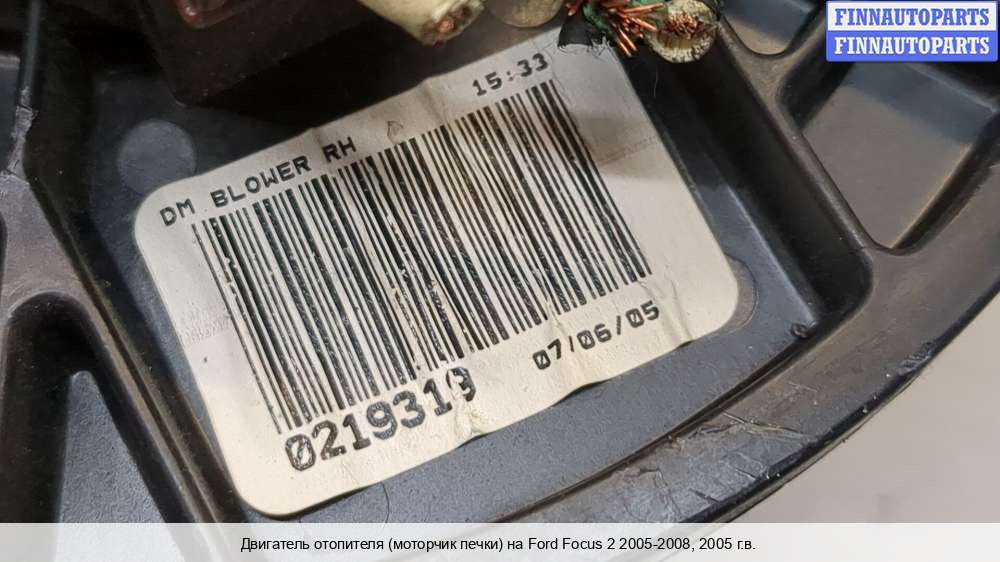 FINNAUTOPARTS
FINNAUTOPARTS
15:33
DM BLOWER RH
07/06/05
0219319
Двигатель отопителя (моторчик печки) на Ford Focus 2 2005-2008, 2005 г.в.